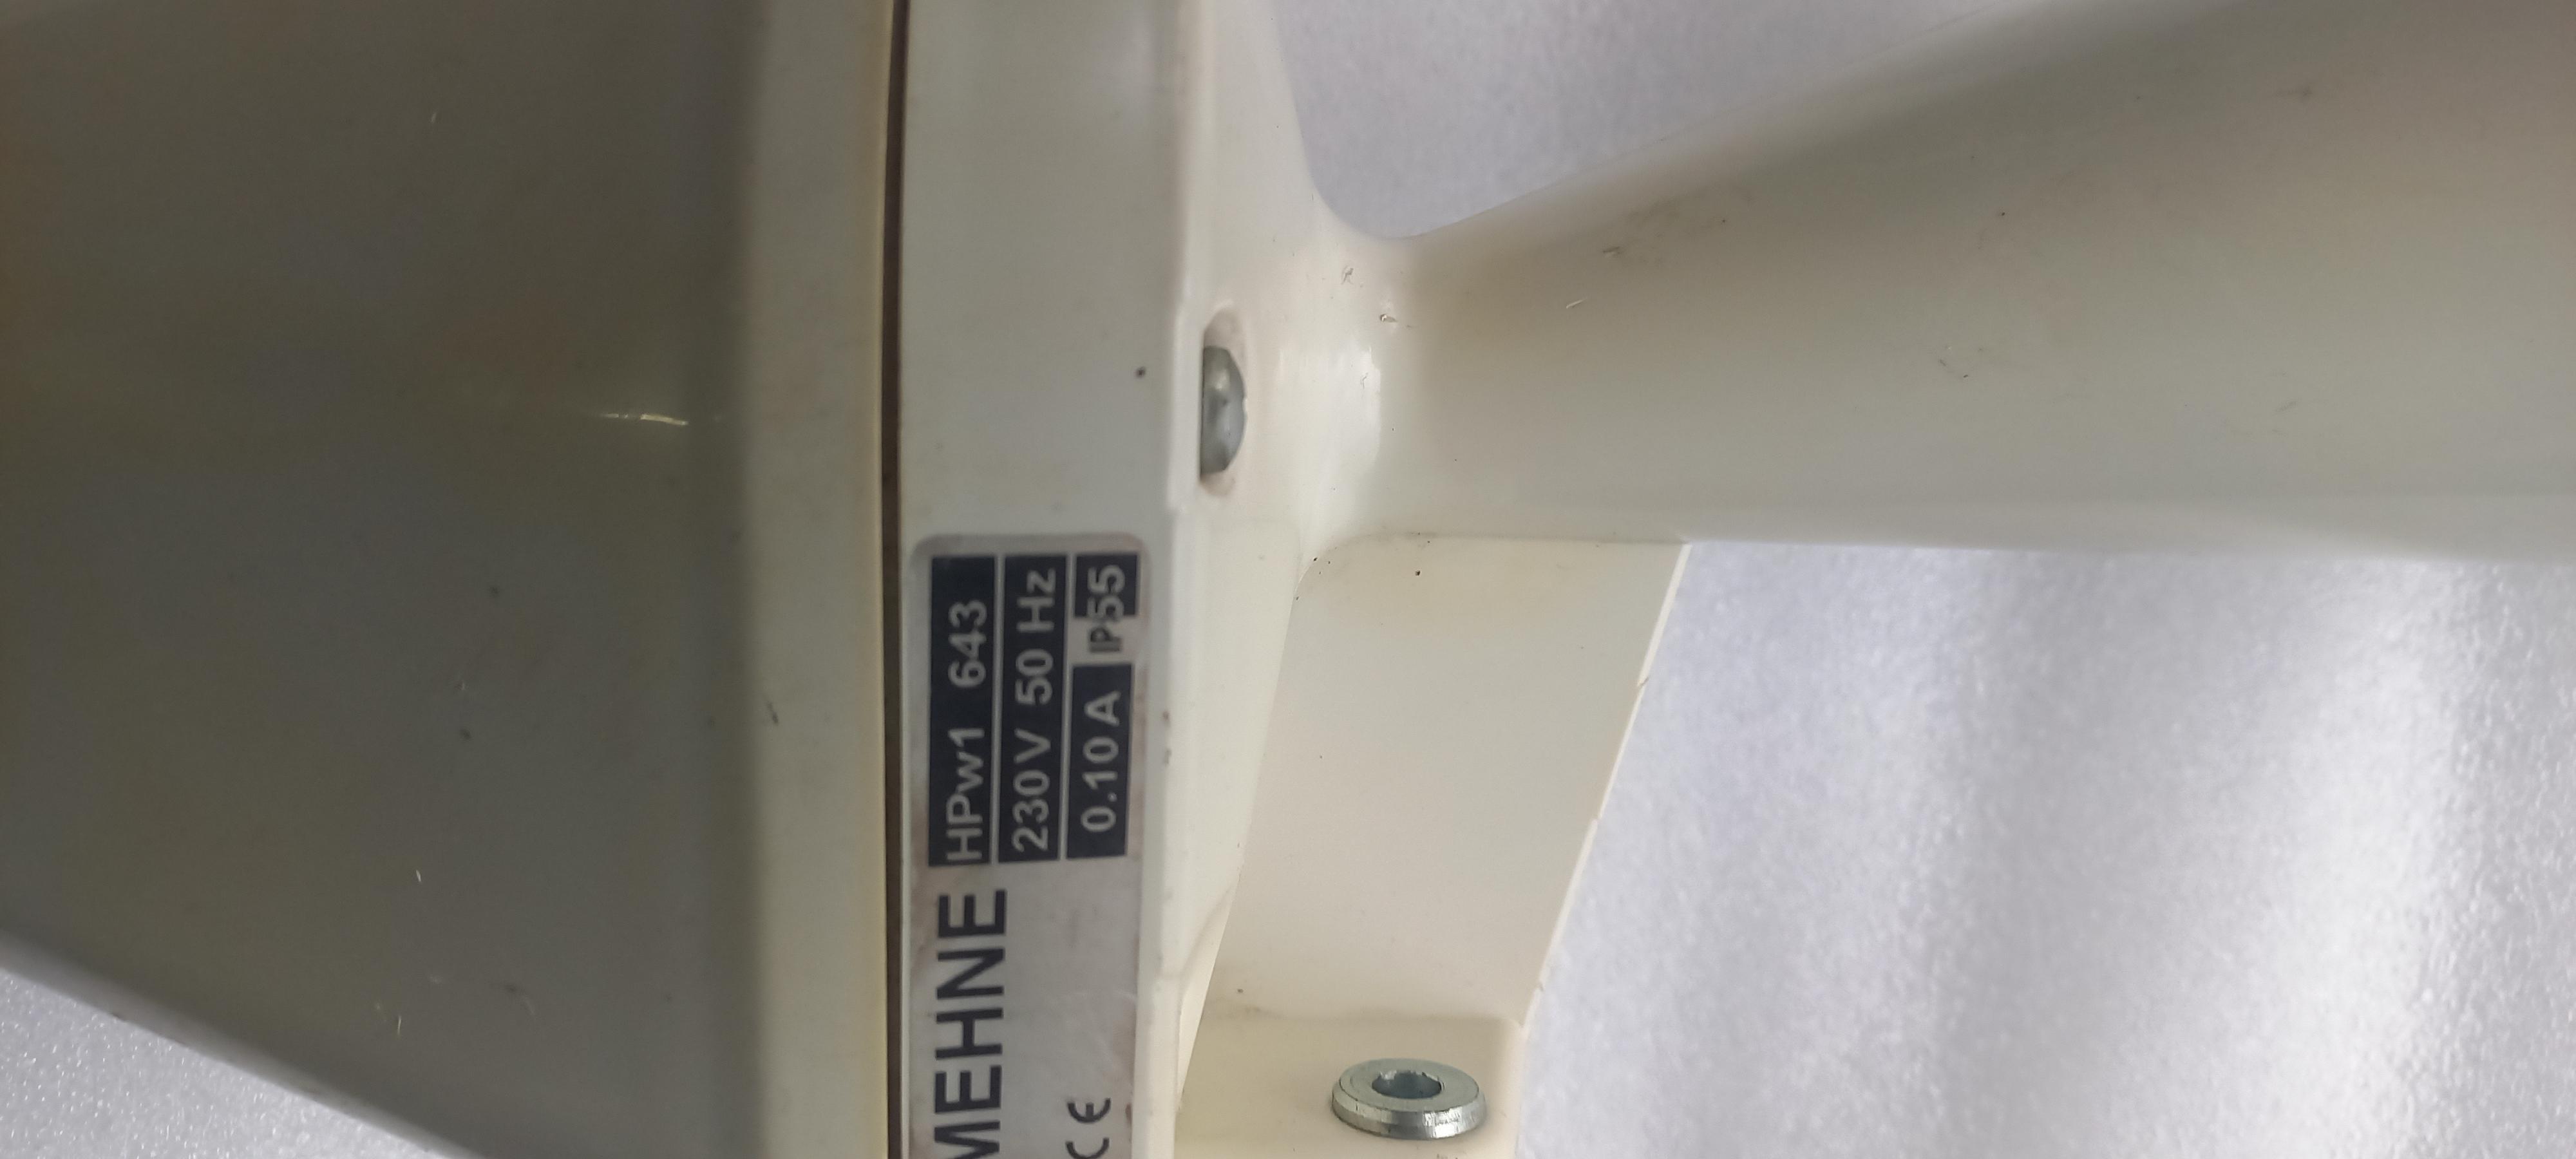 MEHNE
HPw1 643
230V 50 Hz
0.10 A IP55
CE